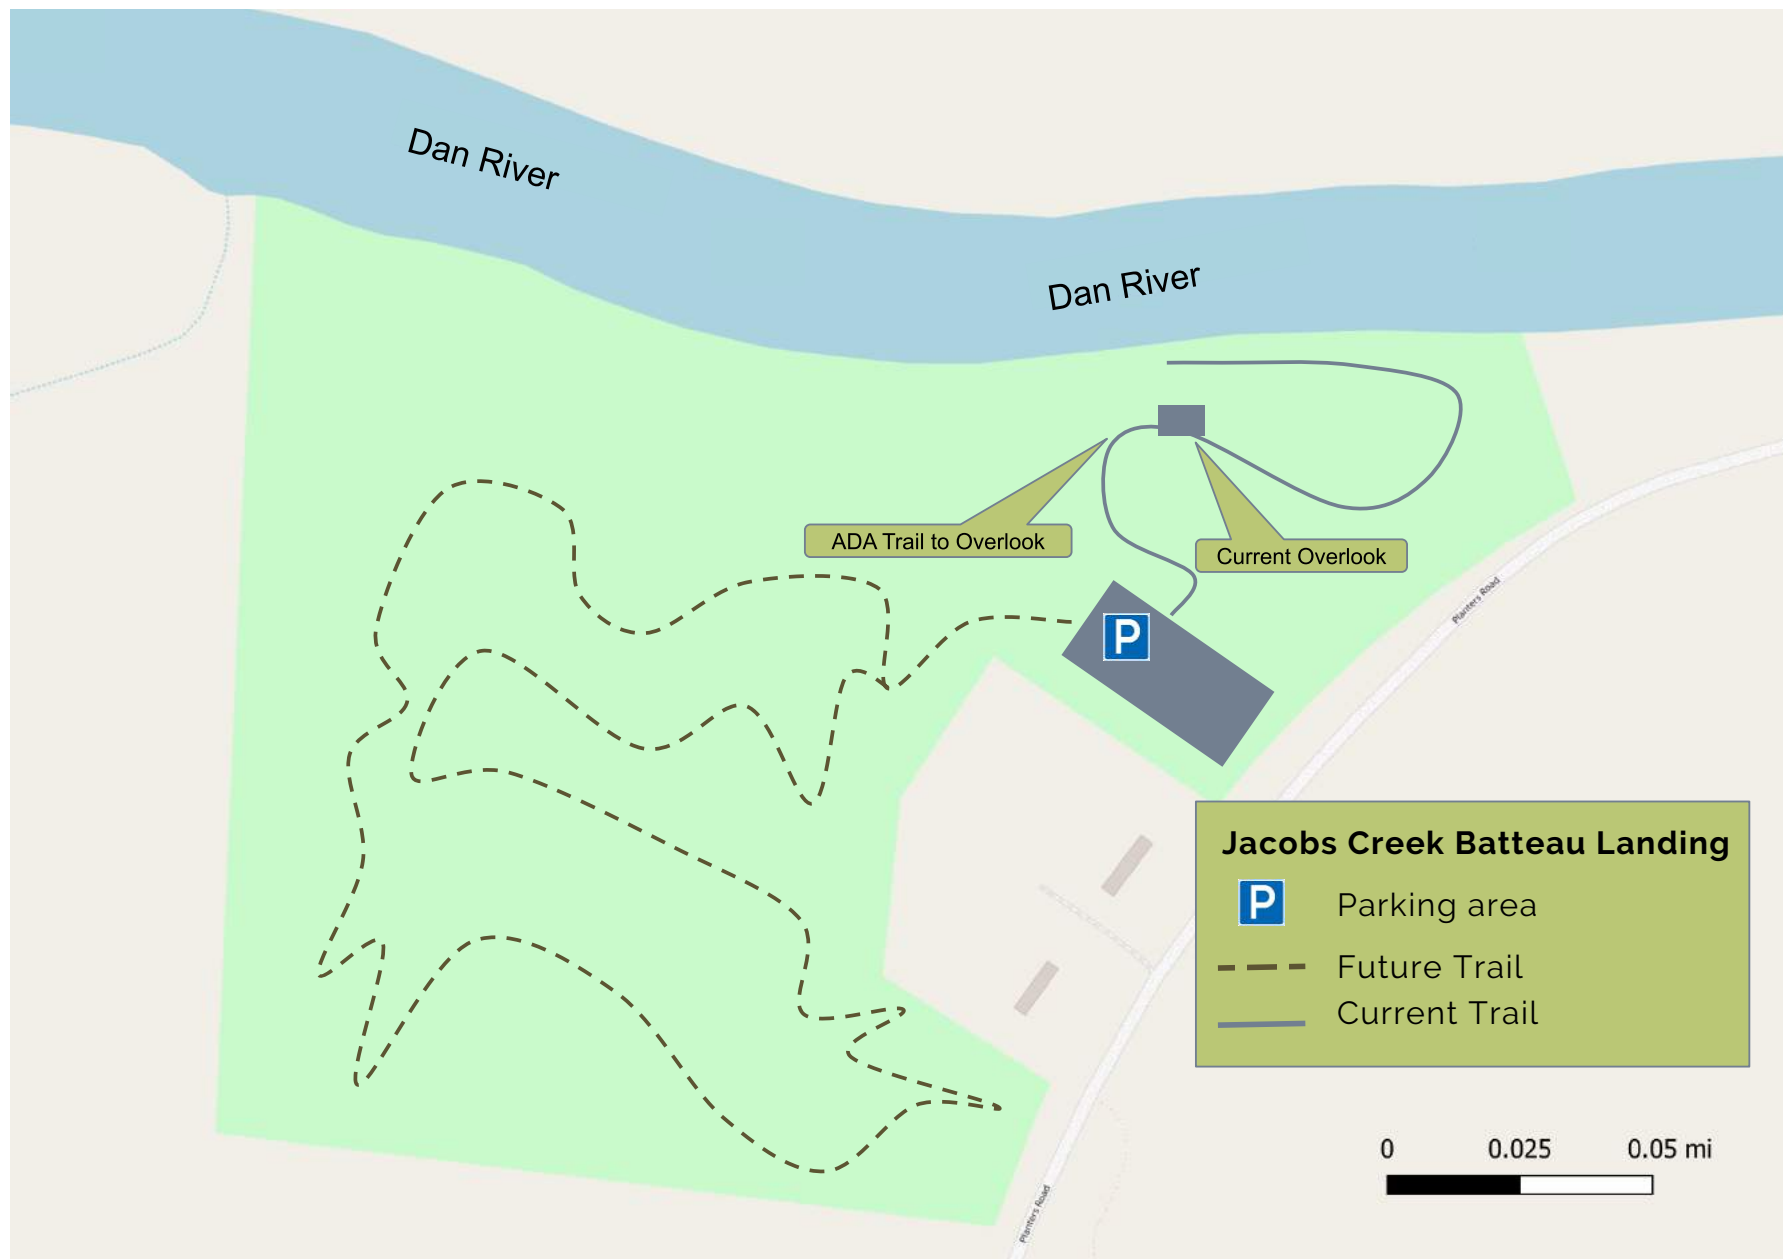 Dan River
Dan River
ADA Trail to Overlook
Current Overlook
Planters Road
P
Jacobs Creek Batteau Landing
P
Parking area
Future Trail
Current Trail
0 0.025 0.05 mi
Planters Road